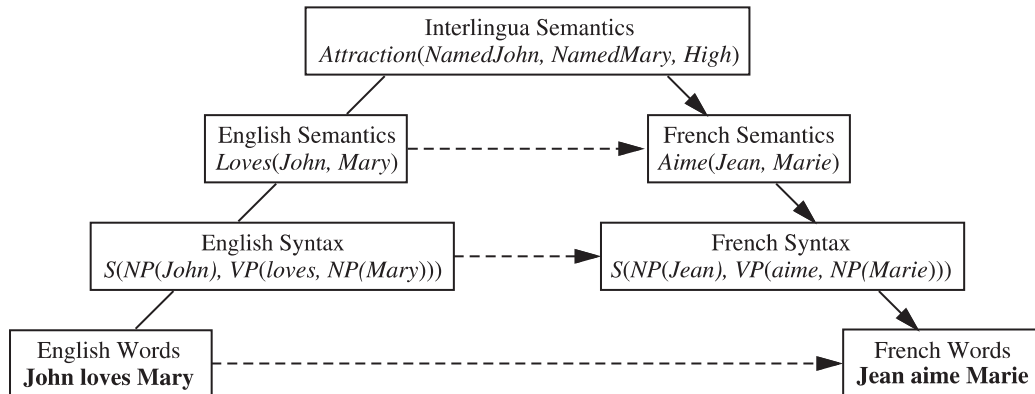 Interlingua Semantics
Attraction(NamedJohn, NamedMary, High)
English Semantics
Loves(John, Mary)
French Semantics
Aime(Jean, Marie)
English Syntax
S(NP(John), VP(loves, NP(Mary)))
French Syntax
S(NP(Jean), VP(aime, NP(Marie)))
English Words
John loves Mary
French Words
Jean aime Marie